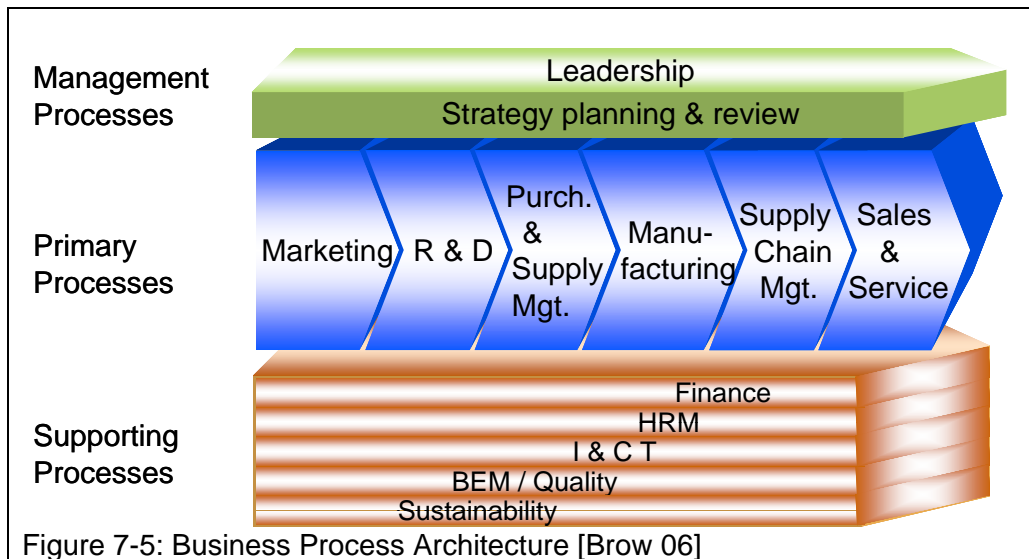 Management
Processes
Leadership
Strategy planning & review
Primary
Processes
Marketing
R & D
Purch.
&
Supply
Mgt.
Manu-
facturing
Supply
Chain
Mgt.
Sales
&
Service
Supporting
Processes
Finance
HRM
I & C T
BEM / Quality
Sustainability
Figure 7-5: Business Process Architecture [Brow 06]